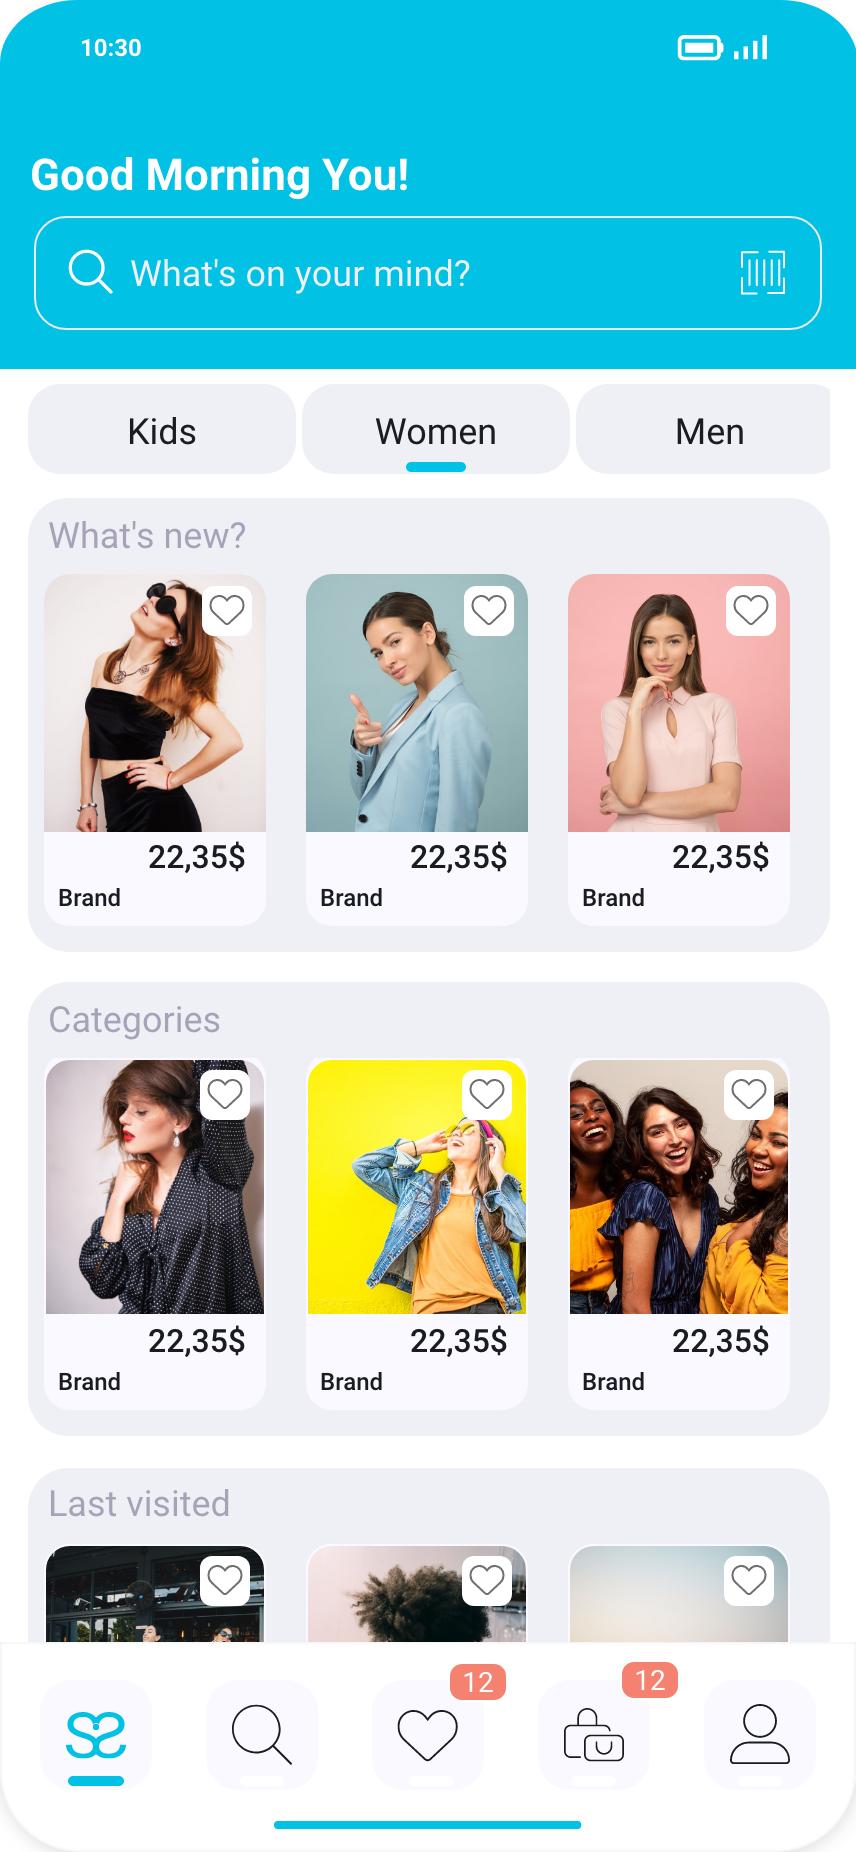 10:30
Good Morning You!
What's on your mind?
Kids Women Men
What's new?
22,35$ 22,35$ 22,35$
Brand Brand Brand
Categories
22,35$ 22,35$ 22,35$
Brand Brand Brand
Last visited
12 12